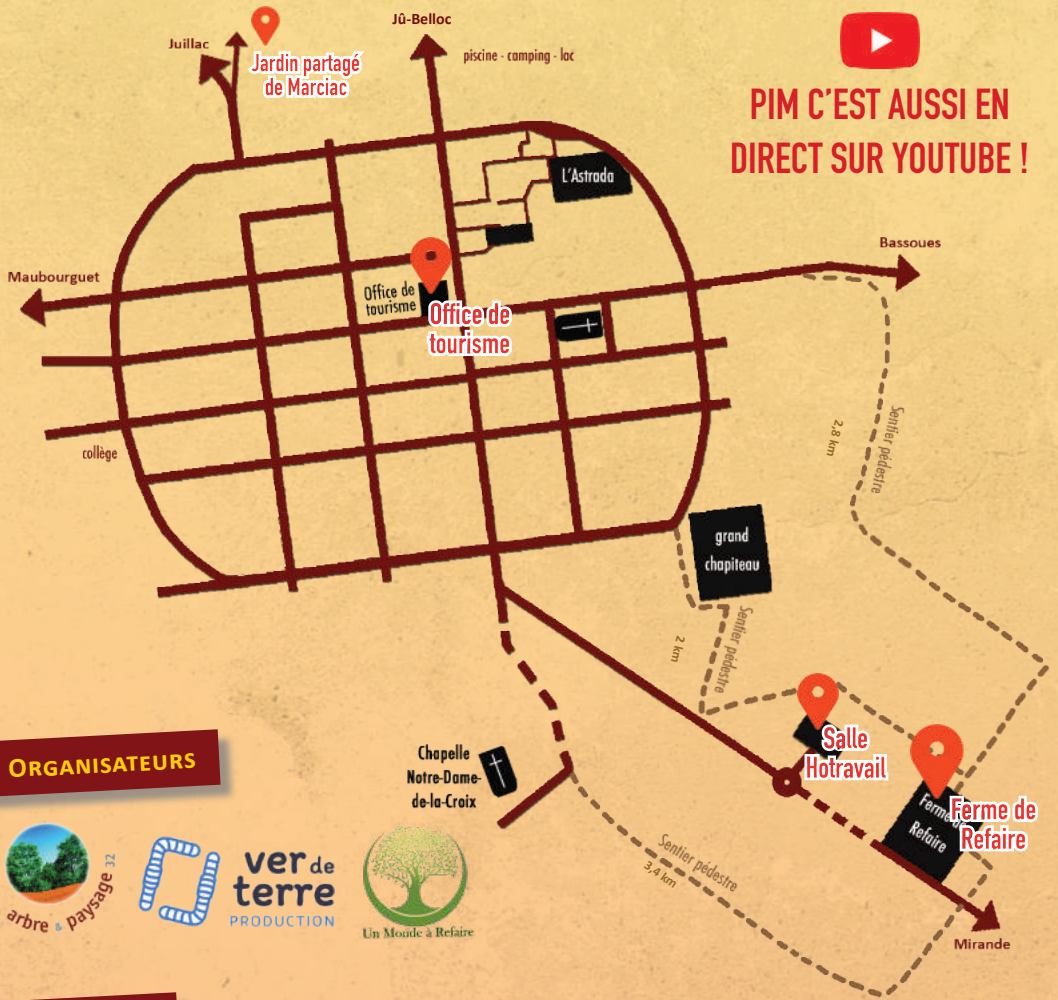 Jû-Belloc
Juillac
piscine - camping - lac
Jardin partagé
de Marciac
PIM C'EST AUSSI EN
DIRECT SUR YOUTUBE !
L'Astrada
Bassoues
Maubourguet
Office de
tourisme
Office de
tourisme
Sentier pédestre
2,8 km
collège
grand
chapiteau
Sentier pédestre
2 km
Salle
Hotravail
ORGANISATEURS
Chapelle
Notre-Dame-
de-la-Croix
Ferme de
Refaire
Ferme de
Refaire
Sentier pédestre
3,4 km
arbre & paysage 32
ver de
terre
PRODUCTION
Un Monde à Refaire
Mirande